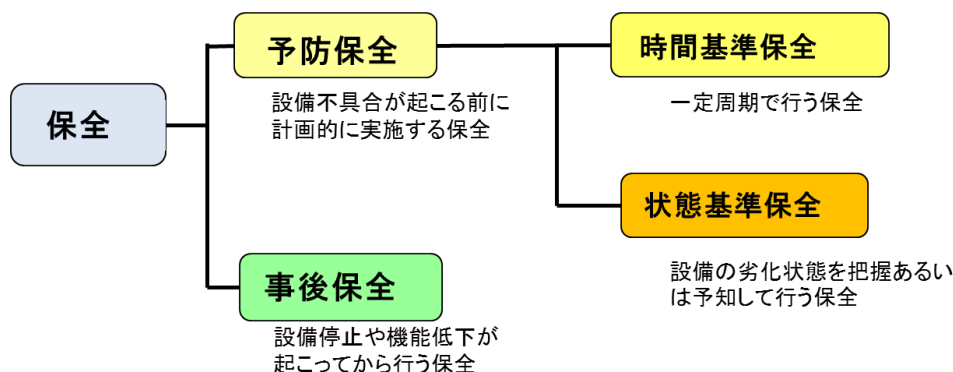 保全
予防保全
設備不具合が起こる前に
計画的に実施する保全
時間基準保全
一定周期で行う保全
状態基準保全
設備の劣化状態を把握あるい
は予知して行う保全
事後保全
設備停止や機能低下が
起こってから行う保全